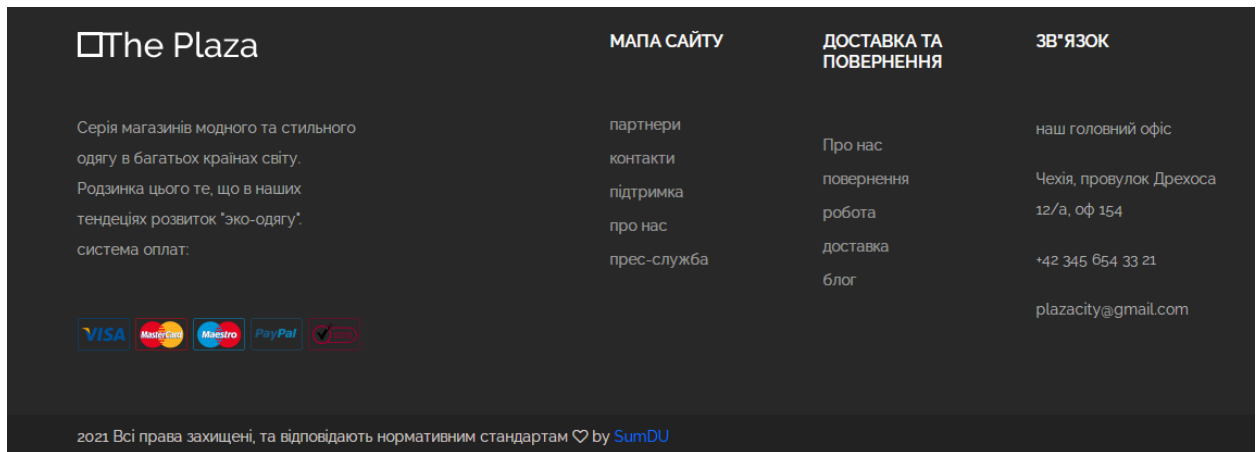 The Plaza
Серія магазинів модного та стильного
одягу в багатьох країнах світу.
Родзинка цього те, що в наших
тендеціях розвиток "эко-одягу".
система оплат:
VISA MasterCard Maestro PayPal
МАПА САЙТУ
партнери
контакти
підтримка
про нас
прес-служба
ДОСТАВКА ТА
ПОВЕРНЕННЯ
Про нас
повернення
робота
доставка
блог
ЗВ"ЯЗОК
наш головний офіс
Чехія, провулок Дрехоса
12/а, оф 154
+42 345 654 33 21
plazacity@gmail.com
2021 Всі права захищені, та відповідають нормативним стандартам ♡ by SumDU